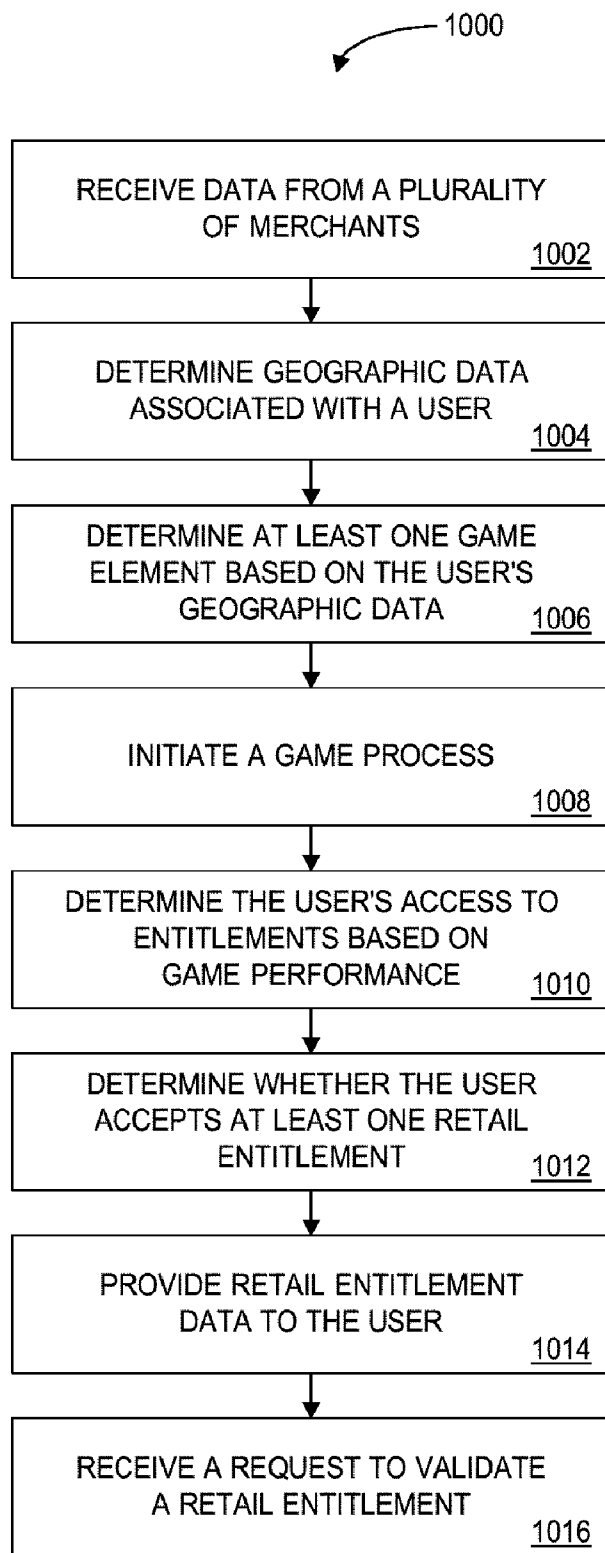 1000
RECEIVE DATA FROM A PLURALITY
OF MERCHANTS
1002
DETERMINE GEOGRAPHIC DATA
ASSOCIATED WITH A USER
1004
DETERMINE AT LEAST ONE GAME
ELEMENT BASED ON THE USER'S
GEOGRAPHIC DATA
1006
INITIATE A GAME PROCESS
1008
DETERMINE THE USER'S ACCESS TO
ENTITLEMENTS BASED ON
GAME PERFORMANCE
1010
DETERMINE WHETHER THE USER
ACCEPTS AT LEAST ONE RETAIL
ENTITLEMENT
1012
PROVIDE RETAIL ENTITLEMENT
DATA TO THE USER
1014
RECEIVE A REQUEST TO VALIDATE
A RETAIL ENTITLEMENT
1016